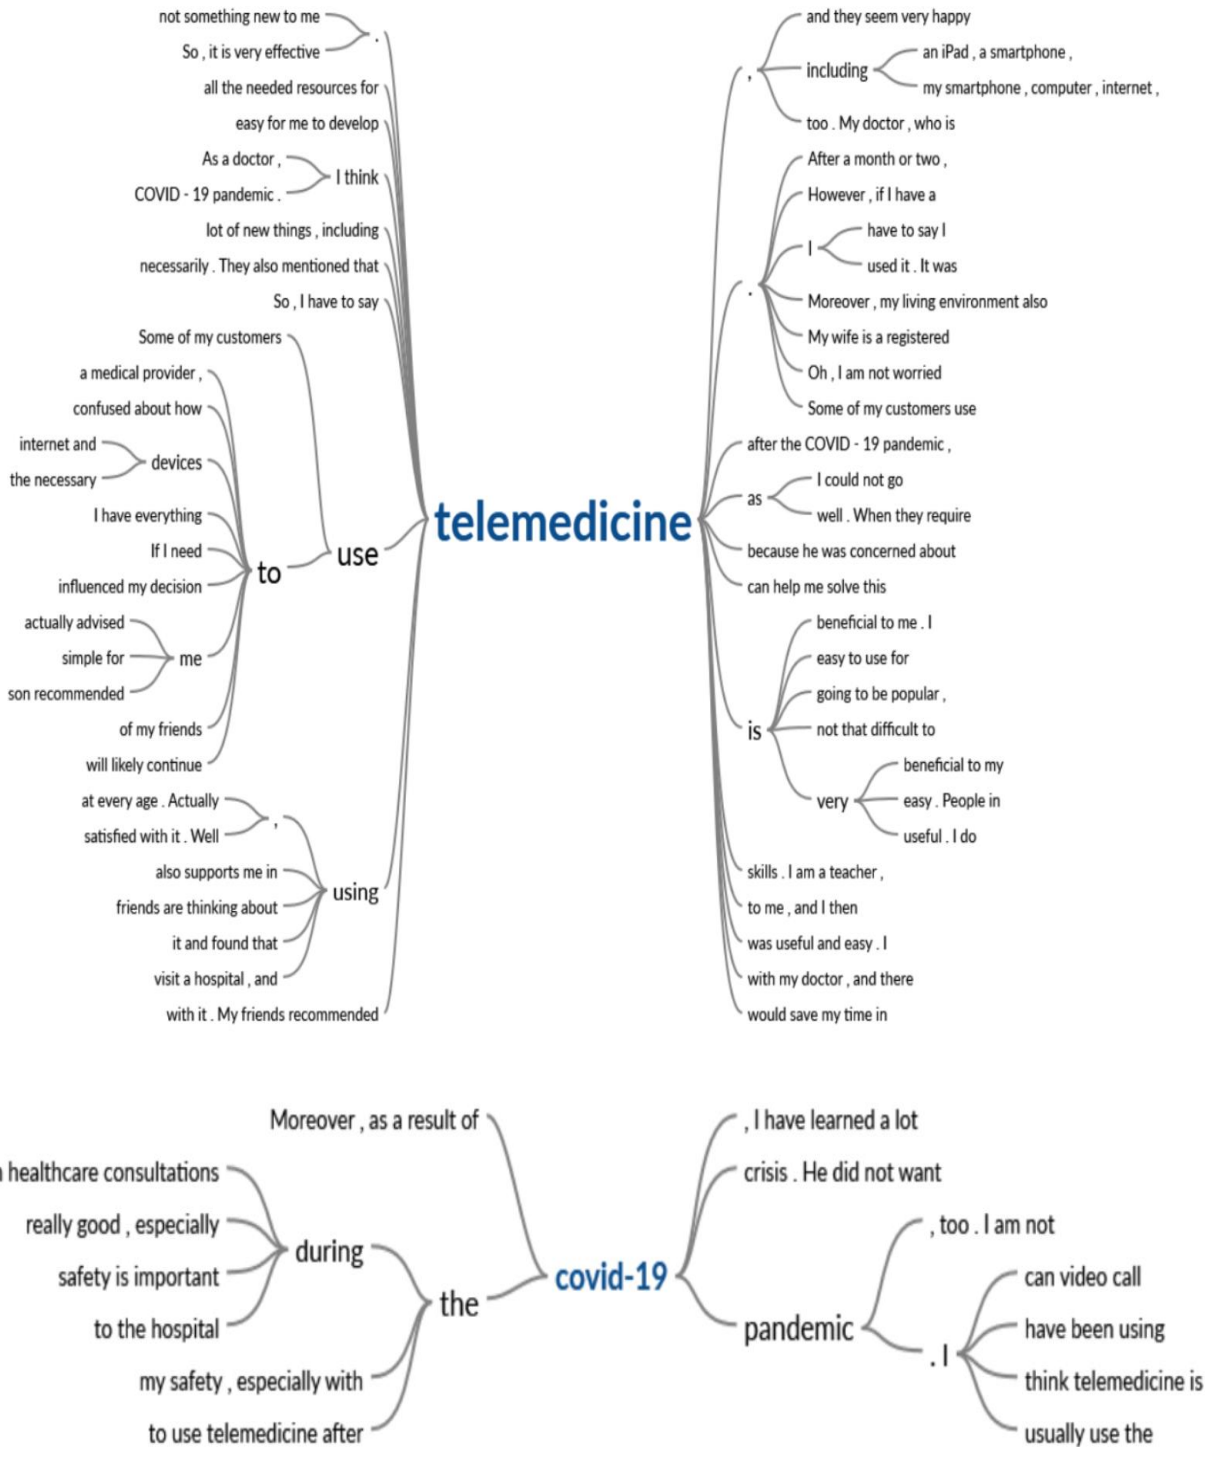 not something new to me
So , it is very effective
.
all the needed resources for
easy for me to develop
As a doctor ,
COVID - 19 pandemic .
I think
lot of new things , including
necessarily . They also mentioned that
So , I have to say
Some of my customers
a medical provider ,
confused about how
internet and
the necessary
devices
I have everything
If I need
influenced my decision
actually advised
simple for
son recommended
me
of my friends
will likely continue
to
use
at every age . Actually
satisfied with it . Well
,
also supports me in
friends are thinking about
it and found that
visit a hospital , and
using
with it . My friends recommended
telemedicine
,
and they seem very happy
including
an iPad , a smartphone ,
my smartphone , computer , internet ,
too . My doctor , who is
.
After a month or two ,
However , if I have a
I
have to say I
used it . It was
Moreover , my living environment also
My wife is a registered
Oh , I am not worried
Some of my customers use
after the COVID - 19 pandemic ,
as
I could not go
well . When they require
because he was concerned about
can help me solve this
is
beneficial to me . I
easy to use for
going to be popular ,
not that difficult to
very
beneficial to my
easy . People in
useful . I do
skills . I am a teacher ,
to me , and I then
was useful and easy . I
with my doctor , and there
would save my time in
Moreover , as a result of
healthcare consultations
really good , especially
safety is important
to the hospital
during
my safety , especially with
to use telemedicine after
the
covid-19
, I have learned a lot
crisis . He did not want
pandemic
, too . I am not
. I
can video call
have been using
think telemedicine is
usually use the